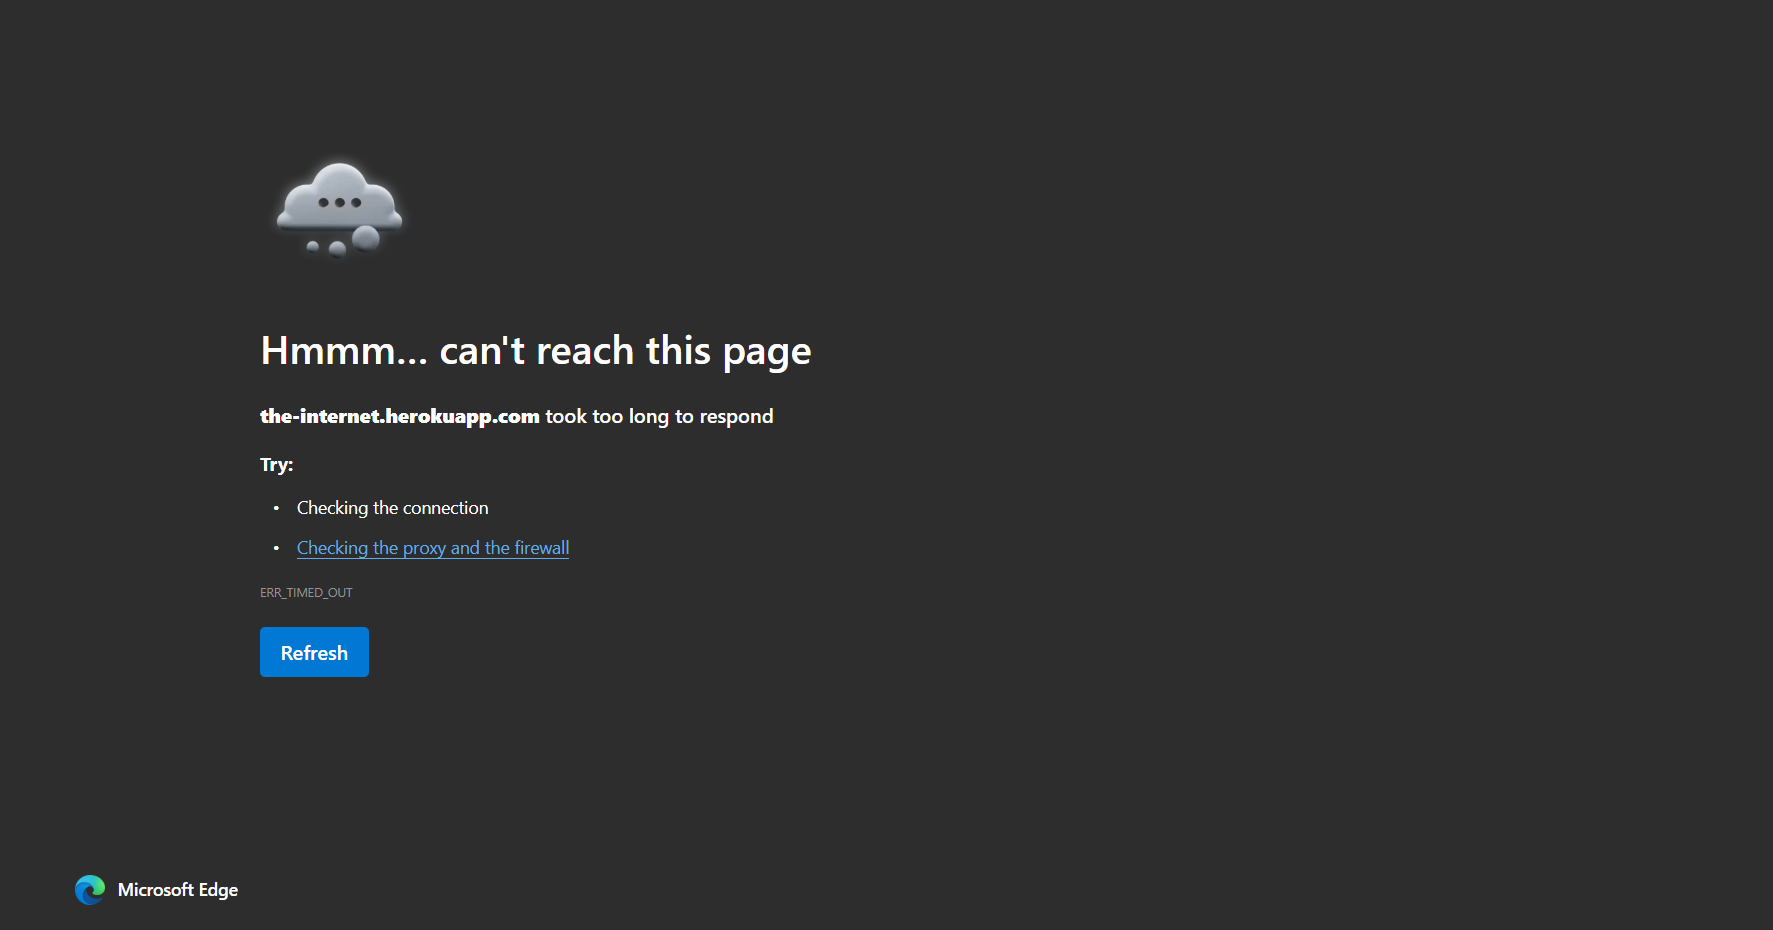 Hmmm... can't reach this page
the-internet.herokuapp.com took too long to respond
Try:
• Checking the connection
• Checking the proxy and the firewall
ERR_TIMED_OUT
Refresh
Microsoft Edge